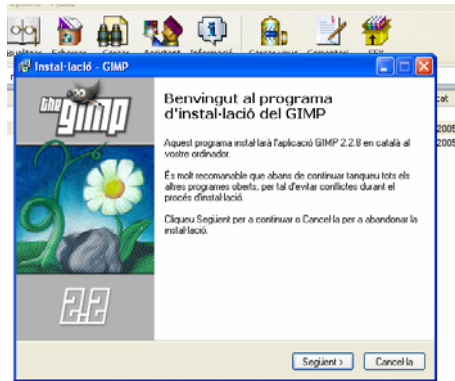 Instal·lació - GIMP
the gimp
Benvingut al programa
d'instal·lació del GIMP
Aquest programa instal·larà l'aplicació GIMP 2.2.8 en català al
vostre ordinador.
És molt recomanable que abans de continuar tanqueu tots els
altres programes oberts, per tal d'evitar conflictes durant el
procés d'instal·lació.
Cliqueu Següent per a continuar o Cancel·la per a abandonar la
instal·lació.
2.2
2005
2005
Següent >
Cancel·la